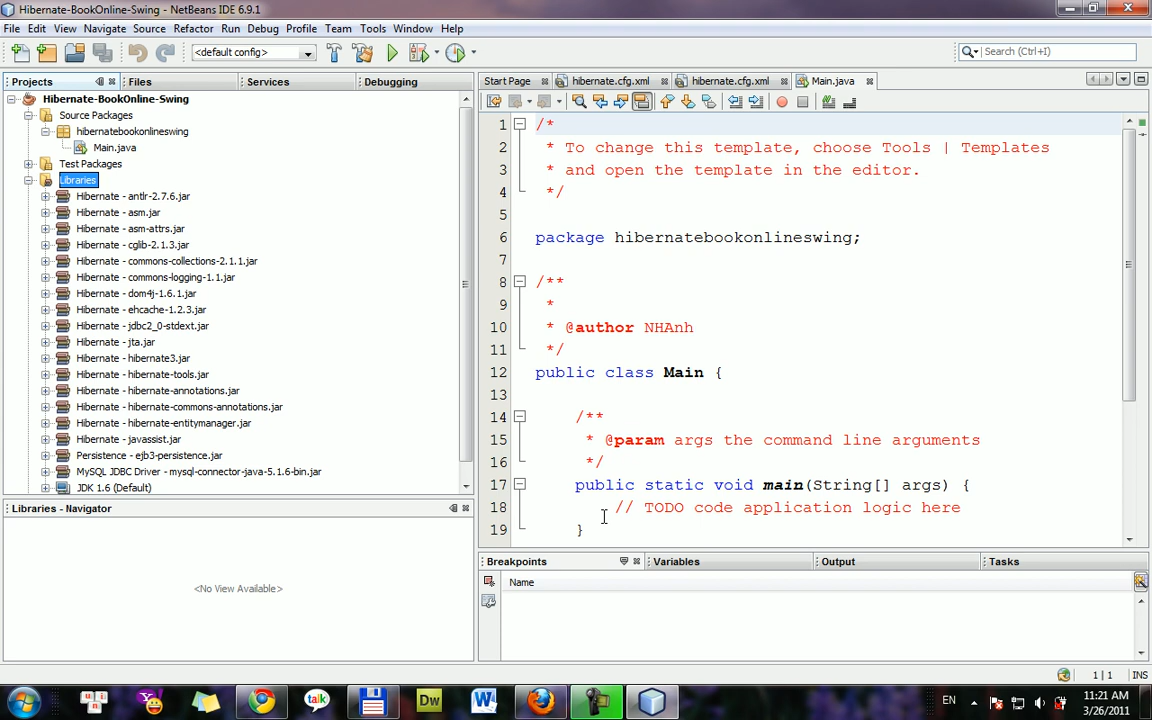 Hibernate-BookOnline-Swing - NetBeans IDE 6.9.1
File Edit View Navigate Source Refactor Run Debug Profile Team Tools Window Help
<default config>
Search (Ctrl+I)
Projects
Files
Services
Debugging
Start Page
hibernate.cfg.xml
hibernate.cfg.xml
Main.java
Hibernate-BookOnline-Swing
Source Packages
hibernatebookonlineswing
Main.java
Test Packages
Libraries
Hibernate - antlr-2.7.6.jar
Hibernate - asm.jar
Hibernate - asm-attrs.jar
Hibernate - cglib-2.1.3.jar
Hibernate - commons-collections-2.1.1.jar
Hibernate - commons-logging-1.1.jar
Hibernate - dom4j-1.6.1.jar
Hibernate - ehcache-1.2.3.jar
Hibernate - jdbc2_0-stdext.jar
Hibernate - jta.jar
Hibernate - hibernate3.jar
Hibernate - hibernate-tools.jar
Hibernate - hibernate-annotations.jar
Hibernate - hibernate-commons-annotations.jar
Hibernate - hibernate-entitymanager.jar
Hibernate - javassist.jar
Persistence - ejb3-persistence.jar
MySQL JDBC Driver - mysql-connector-java-5.1.6-bin.jar
JDK 1.6 (Default)
1 /*
2 * To change this template, choose Tools | Templates
3 * and open the template in the editor.
4 */
5
6 package hibernatebookonlineswing;
7
8 /**
9 *
10 * @author NHAnh
11 */
12 public class Main {
13
14 /**
15 * @param args the command line arguments
16 */
17 public static void main(String[] args) {
18 // TODO code application logic here
19 }
Libraries - Navigator
<No View Available>
Breakpoints
Variables
Output
Tasks
Name
1 | 1
INS
talk
Dw
W
EN
11:21 AM
3/26/2011